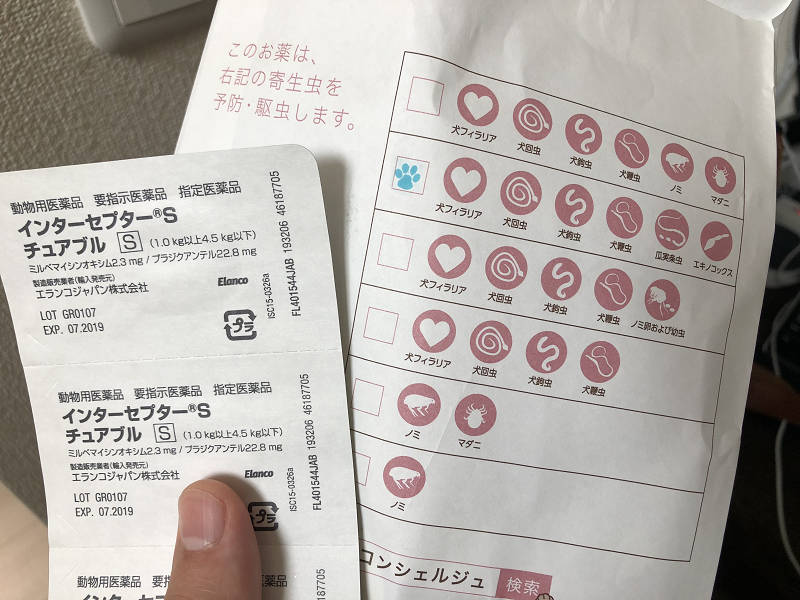 このお薬は、
右記の寄生虫を
予防・駆虫します。
犬フィラリア 犬回虫 犬鉤虫 犬鞭虫 ノミ マダニ
犬フィラリア 犬回虫 犬鉤虫 犬鞭虫 瓜実条虫 エキノコックス
犬フィラリア 犬回虫 犬鉤虫 犬鞭虫 ノミ卵および幼虫
犬フィラリア 犬回虫 犬鉤虫 犬鞭虫
ノミ マダニ
ノミ
コンシェルジュ 検索
動物用医薬品 要指示医薬品 指定医薬品
インターセプター®S
チュアブル S (1.0 kg以上4.5 kg以下)
ミルベマイシンオキシム2.3 mg / プラジクアンテル22.8 mg
製造販売業者(輸入発売元)
エランコジャパン株式会社
Elanco
LOT GR0107
EXP. 07.2019
プラ
ISC15-0326a
FL401544JAB 193206 46187705
動物用医薬品 要指示医薬品 指定医薬品
インターセプター®S
チュアブル S (1.0 kg以上4.5 kg以下)
ミルベマイシンオキシム2.3 mg / プラジクアンテル22.8 mg
製造販売業者(輸入発売元)
エランコジャパン株式会社
Elanco
LOT GR0107
EXP. 07.2019
プラ
ISC15-0326a
FL401544JAB 193206 46187705
動物用医薬品 要 医薬品